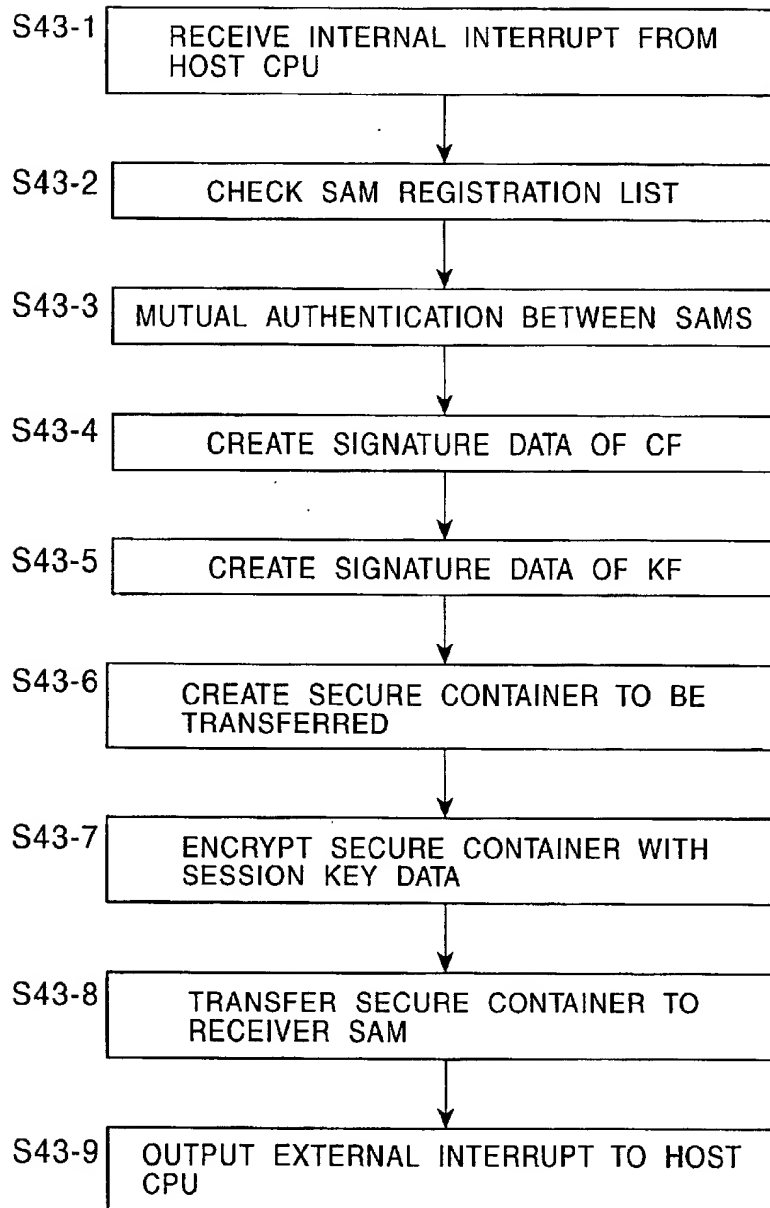 S43-1
RECEIVE INTERNAL INTERRUPT FROM
HOST CPU
S43-2
CHECK SAM REGISTRATION LIST
S43-3
MUTUAL AUTHENTICATION BETWEEN SAMS
S43-4
CREATE SIGNATURE DATA OF CF
S43-5
CREATE SIGNATURE DATA OF KF
S43-6
CREATE SECURE CONTAINER TO BE
TRANSFERRED
S43-7
ENCRYPT SECURE CONTAINER WITH
SESSION KEY DATA
S43-8
TRANSFER SECURE CONTAINER TO
RECEIVER SAM
S43-9
OUTPUT EXTERNAL INTERRUPT TO HOST
CPU